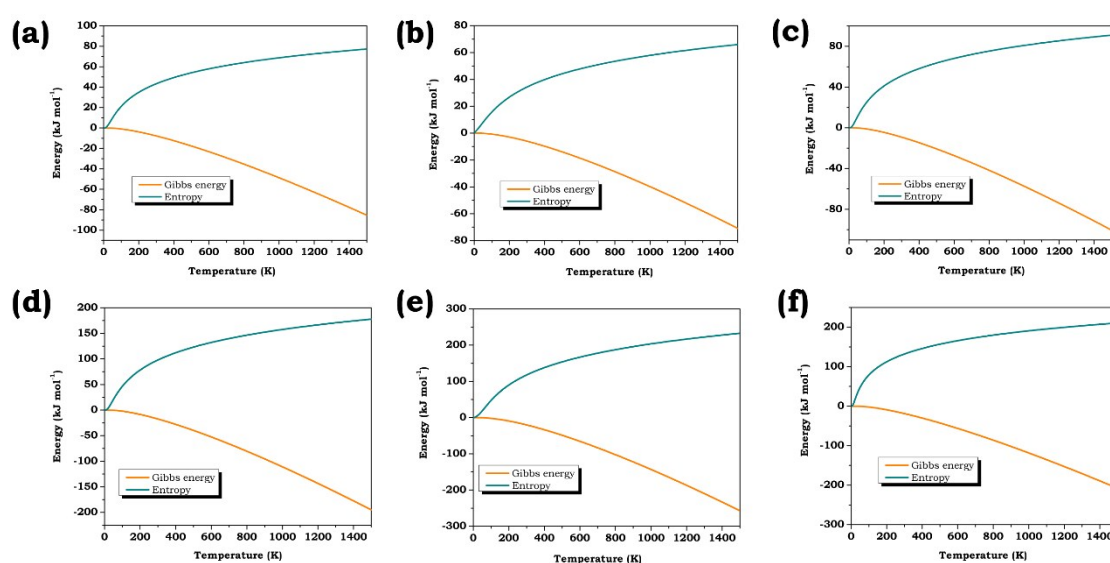 (a)
100
80
60
40
20
0
-20
-40
-60
-80
-100
Energy (kJ mol⁻¹)
Gibbs energy
Entropy
0 200 400 600 800 1000 1200 1400
Temperature (K)
(b)
80
60
40
20
0
-20
-40
-60
-80
Energy (kJ mol⁻¹)
Gibbs energy
Entropy
0 200 400 600 800 1000 1200 1400
Temperature (K)
(c)
80
40
0
-40
-80
Energy (kJ mol⁻¹)
Gibbs energy
Entropy
0 200 400 600 800 1000 1200 1400
Temperature (K)
(d)
200
150
100
50
0
-50
-100
-150
-200
Energy (kJ mol⁻¹)
Gibbs energy
Entropy
0 200 400 600 800 1000 1200 1400
Temperature (K)
(e)
300
200
100
0
-100
-200
-300
Energy (kJ mol⁻¹)
Gibbs energy
Entropy
0 200 400 600 800 1000 1200 1400
Temperature (K)
(f)
200
100
0
-100
-200
-300
Energy (kJ mol⁻¹)
Gibbs energy
Entropy
0 200 400 600 800 1000 1200 1400
Temperature (K)